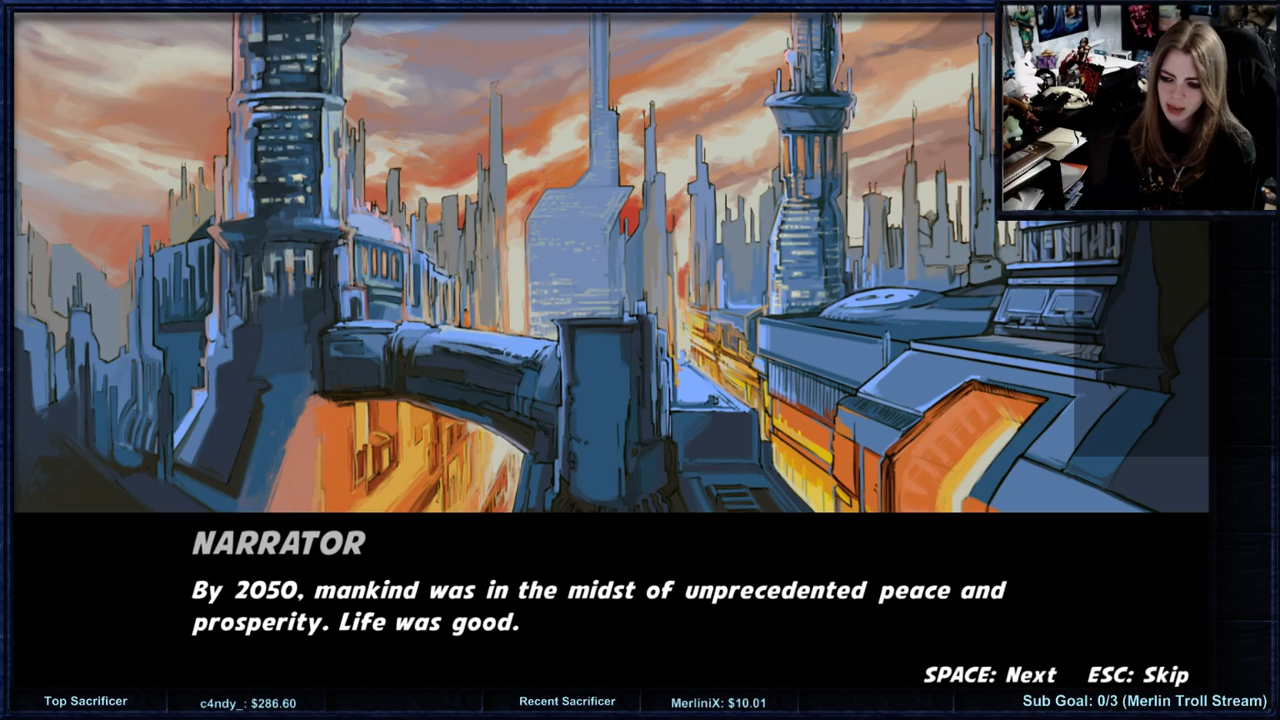 NARRATOR
By 2050, mankind was in the midst of unprecedented peace and
prosperity. Life was good.
SPACE: Next ESC: Skip
Top Sacrificer c4ndy_: $286.60 Recent Sacrificer MerliniX: $10.01 Sub Goal: 0/3 (Merlin Troll Stream)